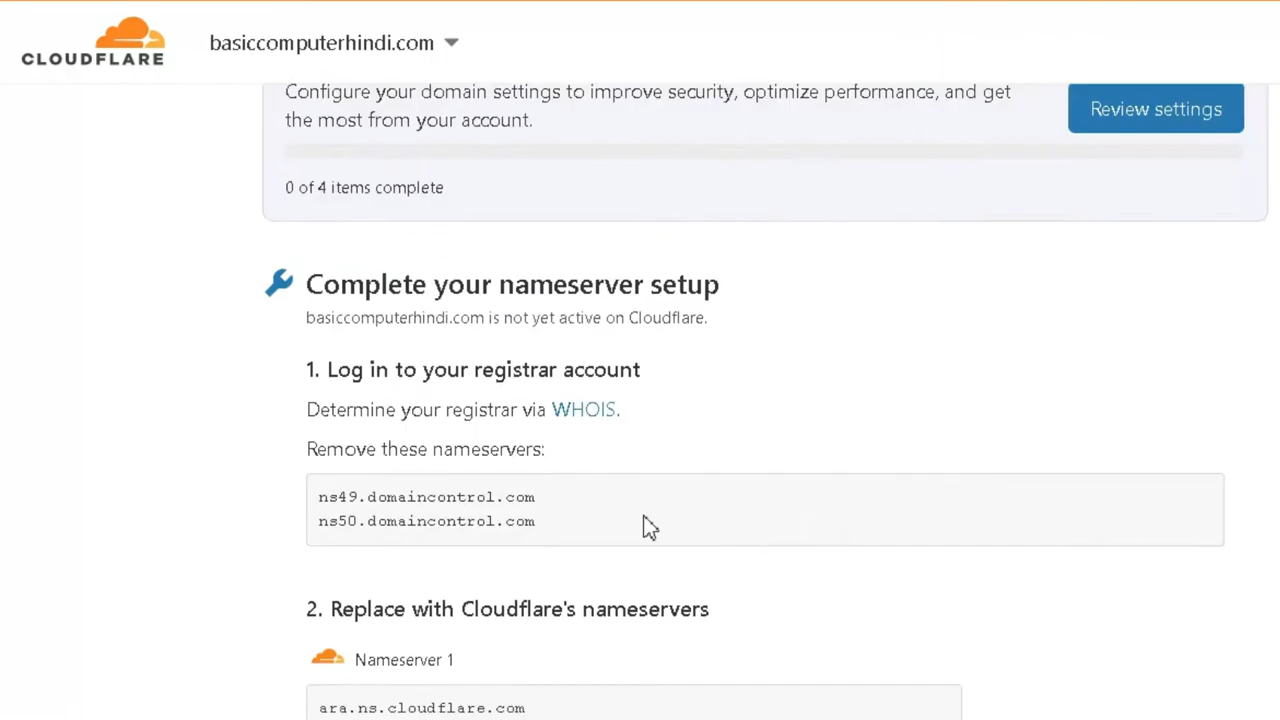 CLOUDFLARE
basiccomputerhindi.com
Configure your domain settings to improve security, optimize performance, and get
the most from your account.
Review settings
0 of 4 items complete
Complete your nameserver setup
basiccomputerhindi.com is not yet active on Cloudflare.
1. Log in to your registrar account
Determine your registrar via WHOIS.
Remove these nameservers:
ns49.domaincontrol.com
ns50.domaincontrol.com
2. Replace with Cloudflare's nameservers
Nameserver 1
ara.ns.cloudflare.com